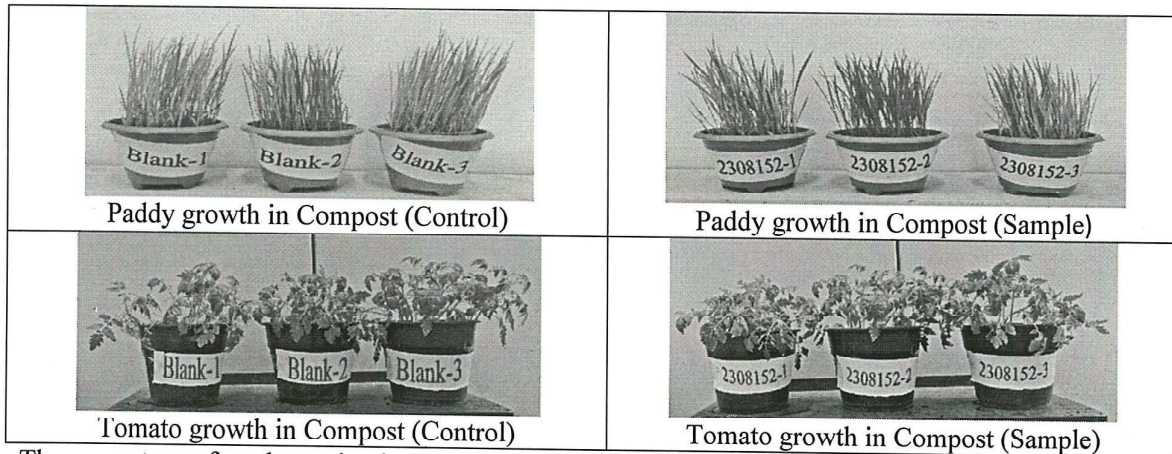 Blank-1 Blank-2 Blank-3
Paddy growth in Compost (Control)
2308152-1 2308152-2 2308152-3
Paddy growth in Compost (Sample)
Blank-1 Blank-2 Blank-3
Tomato growth in Compost (Control)
2308152-1 2308152-2 2308152-3
Tomato growth in Compost (Sample)